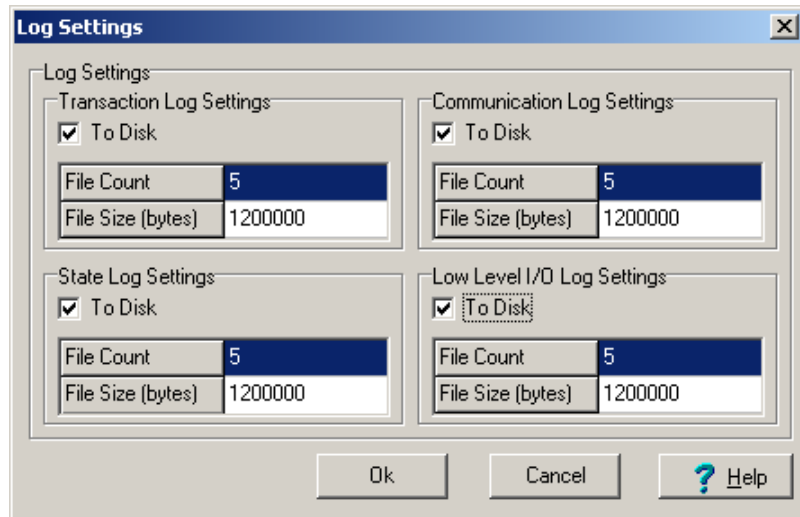 Log Settings
Log Settings
Transaction Log Settings
To Disk
File Count 5
File Size (bytes) 1200000
Communication Log Settings
To Disk
File Count 5
File Size (bytes) 1200000
State Log Settings
To Disk
File Count 5
File Size (bytes) 1200000
Low Level I/O Log Settings
To Disk
File Count 5
File Size (bytes) 1200000
Ok Cancel ? Help